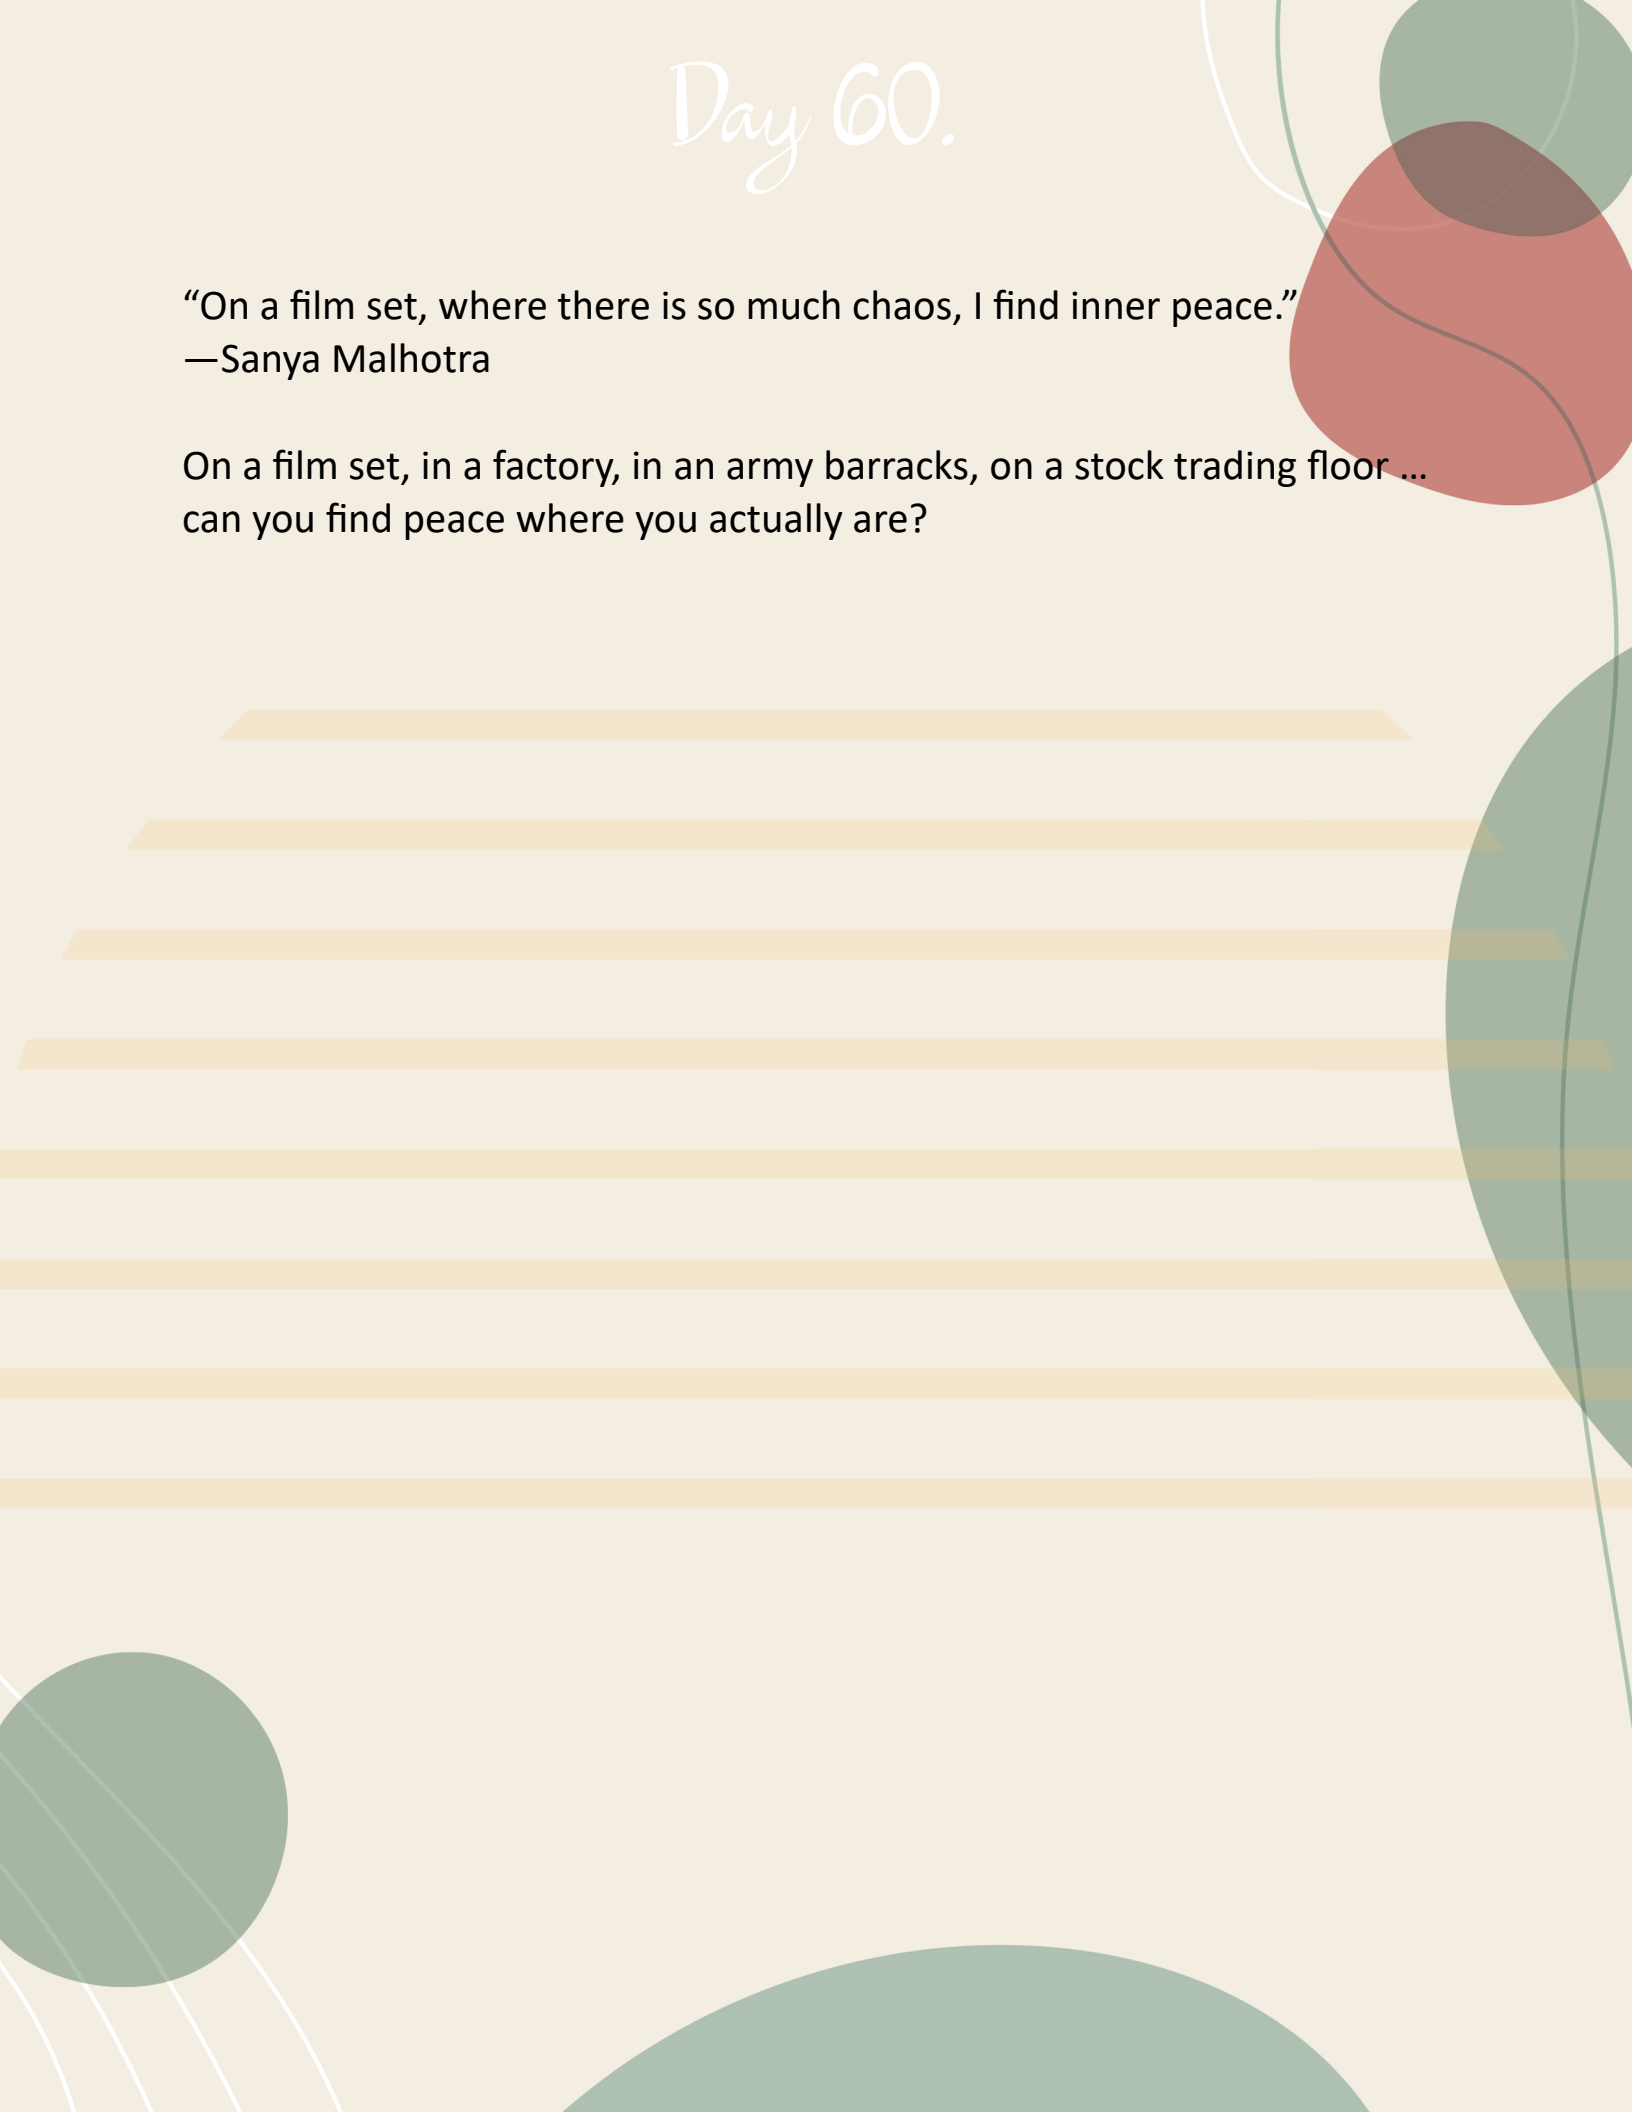 Day 60.
“On a film set, where there is so much chaos, I find inner peace.”
—Sanya Malhotra
On a film set, in a factory, in an army barracks, on a stock trading floor …
can you find peace where you actually are?